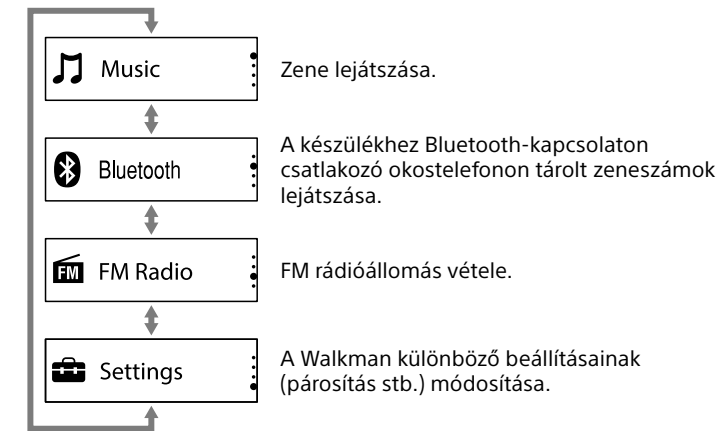 Music
Zene lejátszása.
Bluetooth
A készülékhez Bluetooth-kapcsolaton
csatlakozó okostelefonon tárolt zeneszámok
lejátszása.
FM
FM Radio
FM rádióállomás vétele.
Settings
A Walkman különböző beállításainak
(párosítás stb.) módosítása.